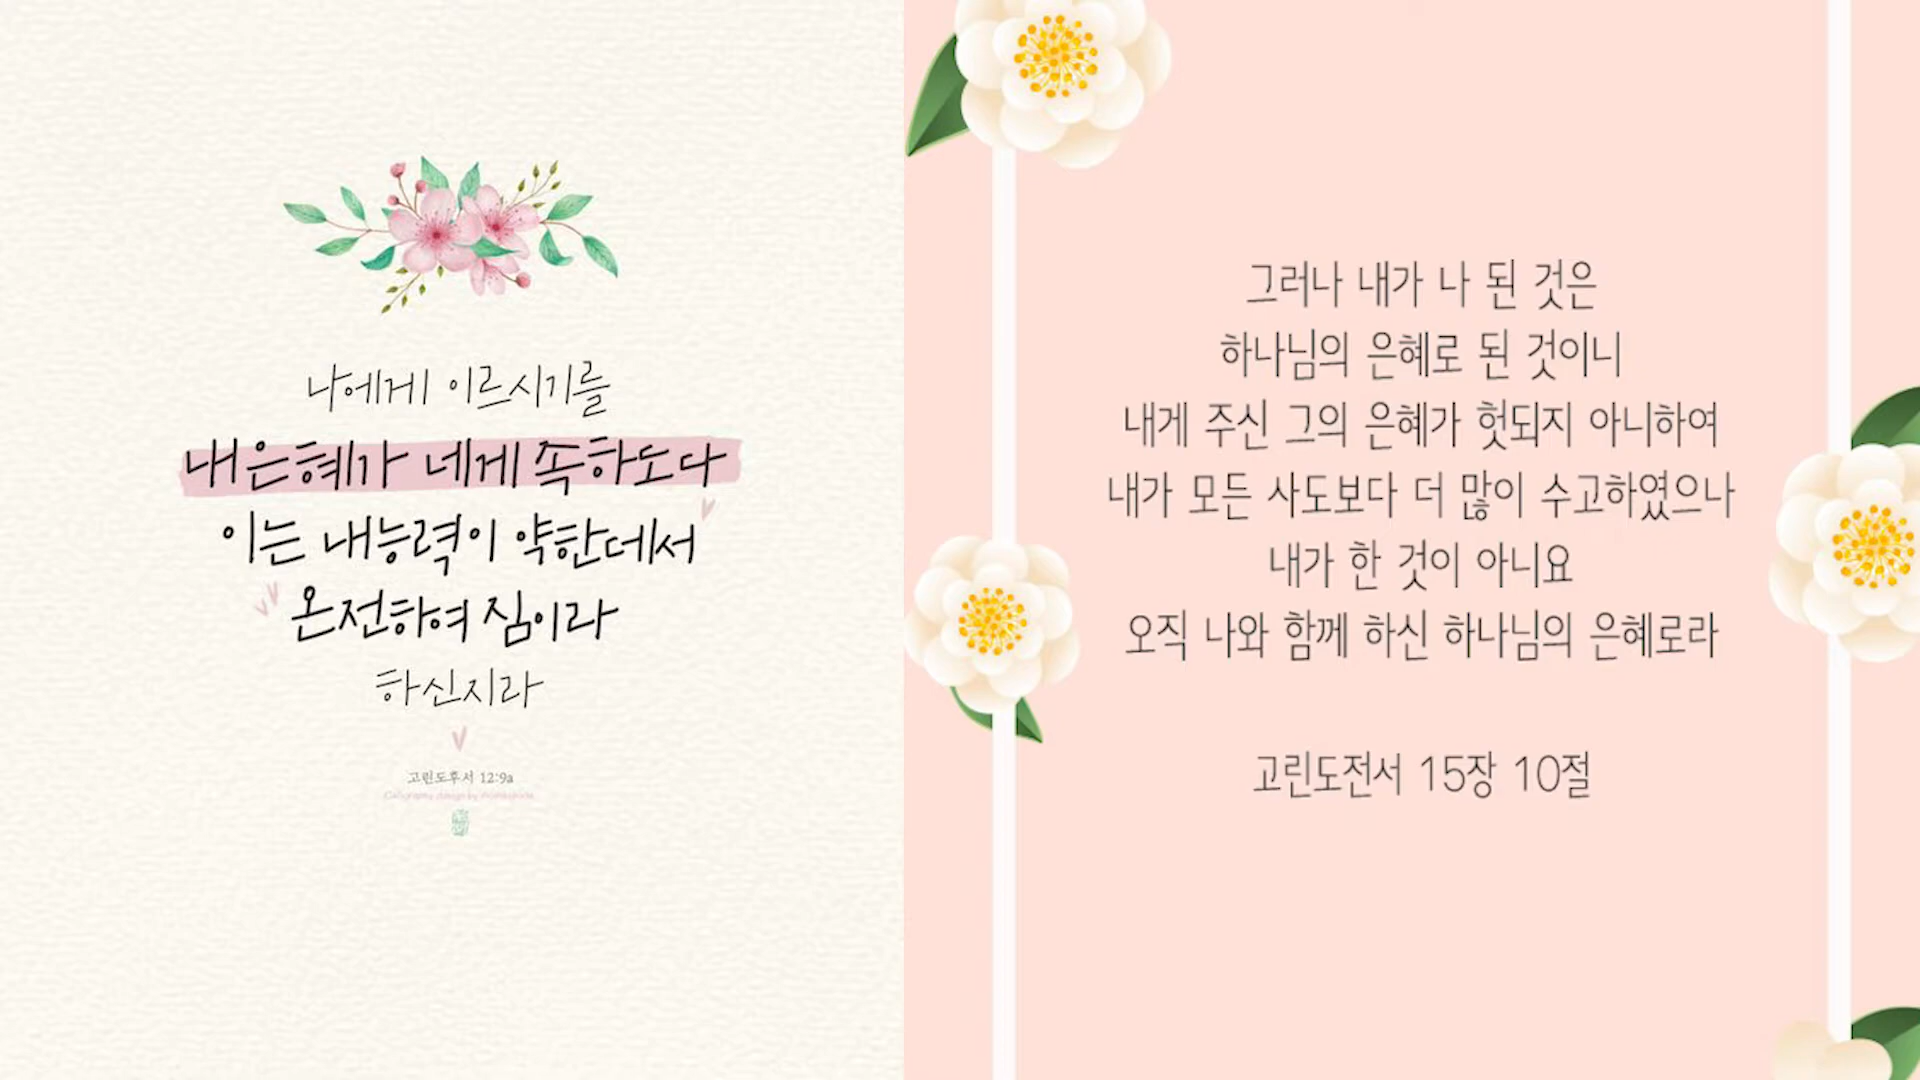 나에게 이르시기를
내 은혜가 네게 족하도다
이는 내 능력이 약한데서
온전하여 짐이라
하신지라
고린도후서 12:9a
그러나 내가 나 된 것은
하나님의 은혜로 된 것이니
내게 주신 그의 은혜가 헛되지 아니하여
내가 모든 사도보다 더 많이 수고하였으나
내가 한 것이 아니요
오직 나와 함께 하신 하나님의 은혜로라
고린도전서 15장 10절